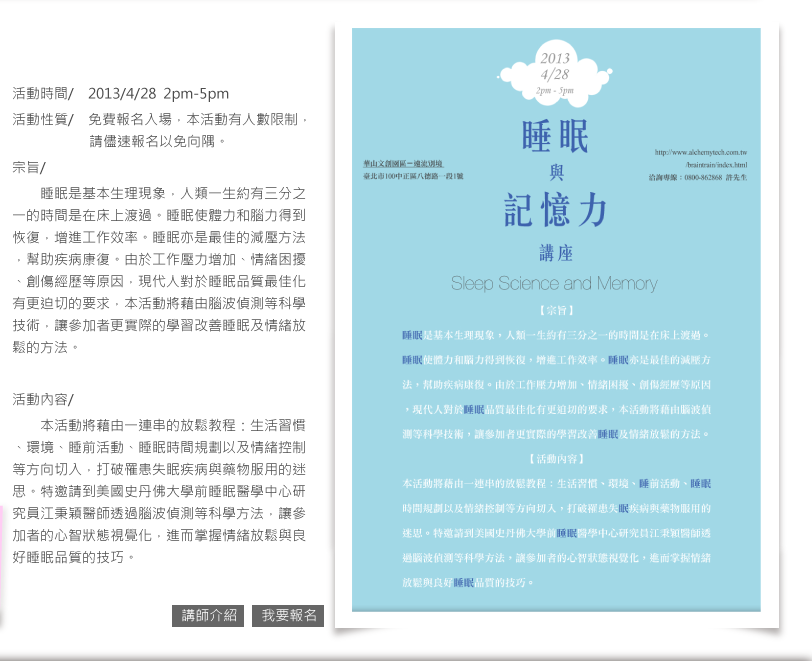 活動時間/ 2013/4/28 2pm-5pm
活動性質/ 免費報名入場，本活動有人數限制，
請儘速報名以免向隅。
宗旨/
睡眠是基本生理現象，人類一生約有三分之
一的時間是在床上渡過。睡眠使體力和腦力得到
恢復，增進工作效率。睡眠亦是最佳的減壓方法
，幫助疾病康復。由於工作壓力增加、情緒困擾
、創傷經歷等原因，現代人對於睡眠品質最佳化
有更迫切的要求，本活動將藉由腦波偵測等科學
技術，讓參加者更實際的學習改善睡眠及情緒放
鬆的方法。
活動內容/
本活動將藉由一連串的放鬆教程：生活習慣
、環境、睡前活動、睡眠時間規劃以及情緒控制
等方向切入，打破罹患失眠疾病與藥物服用的迷
思。特邀請到美國史丹佛大學前睡眠醫學中心研
究員江秉穎醫師透過腦波偵測等科學方法，讓參
加者的心智狀態視覺化，進而掌握情緒放鬆與良
好睡眠品質的技巧。
講師介紹 我要報名
2013
4/28
2pm - 5pm
睡眠
與
記憶力
講座
Sleep Science and Memory
華山文創園區－遠流別境
臺北市100中正區八德路一段1號
http://www.alchemytech.com.tw
/braintrain/index.html
洽詢專線：0800-862868 許先生
【宗旨】
睡眠是基本生理現象，人類一生約有三分之一的時間是在床上渡過。
睡眠使體力和腦力得到恢復，增進工作效率。睡眠亦是最佳的減壓方
法，幫助疾病康復。由於工作壓力增加、情緒困擾、創傷經歷等原因
，現代人對於睡眠品質最佳化有更迫切的要求，本活動將藉由腦波偵
測等科學技術，讓參加者更實際的學習改善睡眠及情緒放鬆的方法。
【活動內容】
本活動將藉由一連串的放鬆教程：生活習慣、環境、睡前活動、睡眠
時間規劃以及情緒控制等方向切入，打破罹患失眠疾病與藥物服用的
迷思。特邀請到美國史丹佛大學前睡眠醫學中心研究員江秉穎醫師透
過腦波偵測等科學方法，讓參加者的心智狀態視覺化，進而掌握情緒
放鬆與良好睡眠品質的技巧。